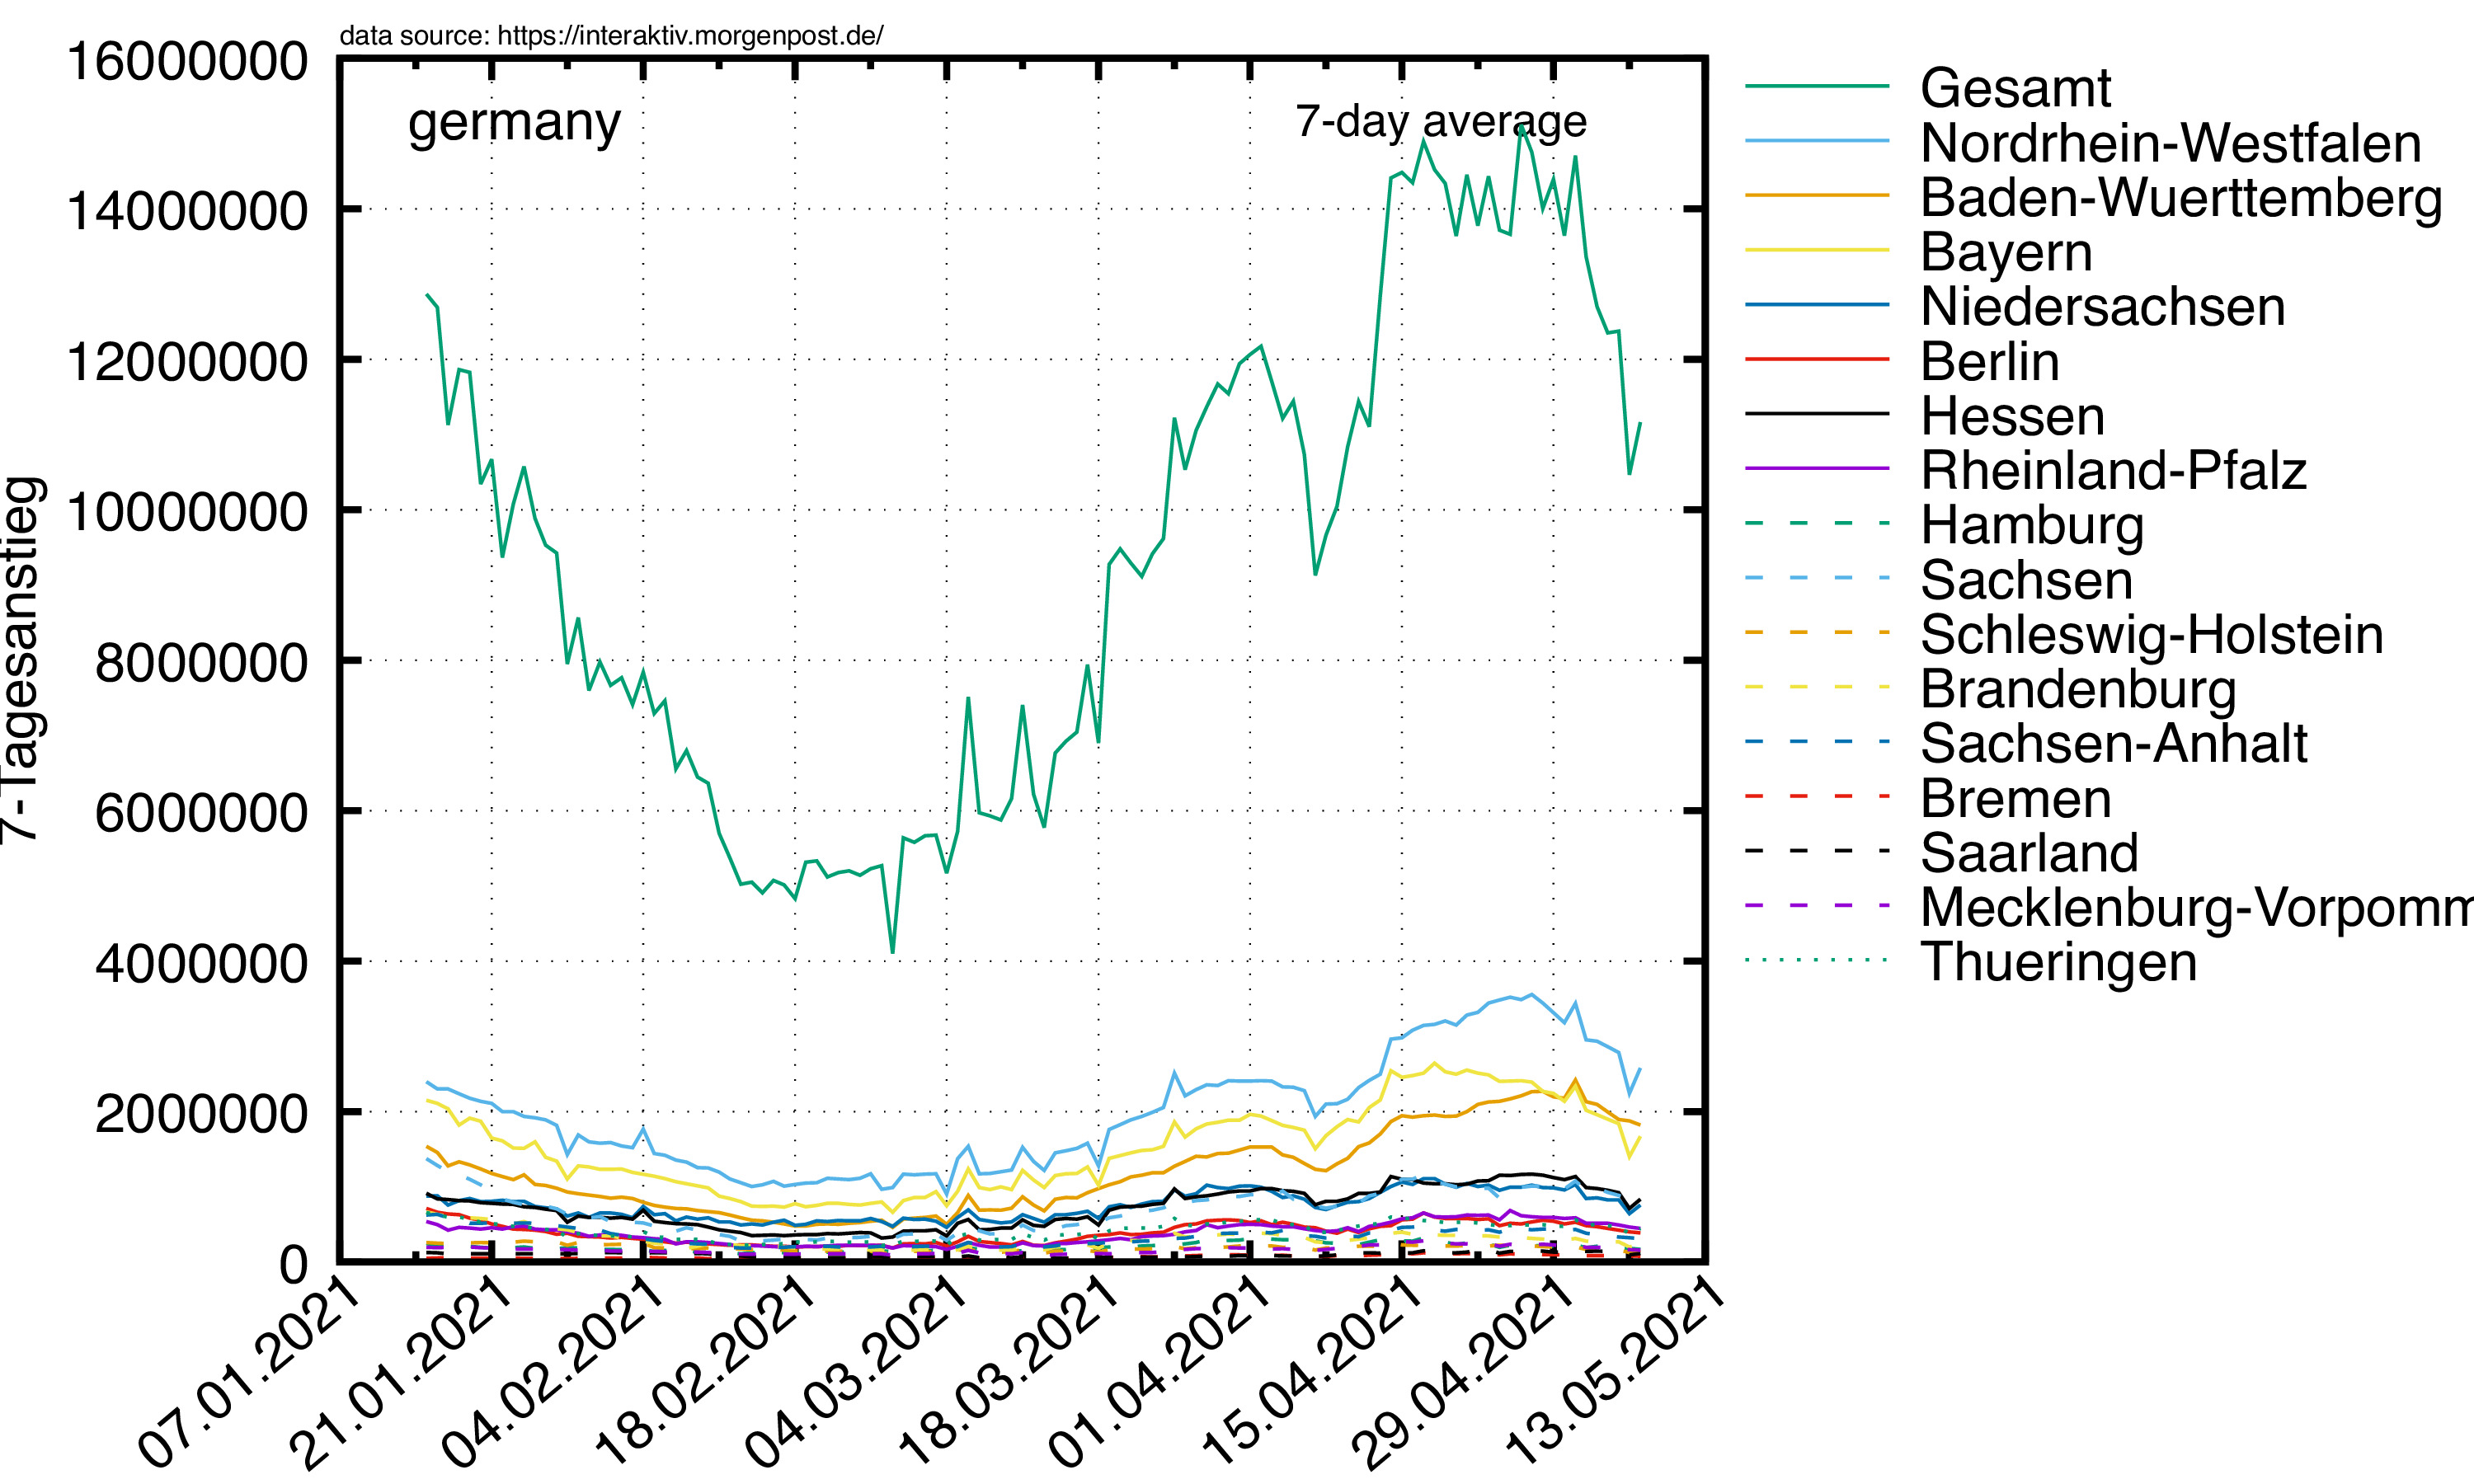 data source: https://interaktiv.morgenpost.de/
germany
7-day average
7-Tagesanstieg
16000000
14000000
12000000
10000000
8000000
6000000
4000000
2000000
0
07.01.2021
21.01.2021
04.02.2021
18.02.2021
04.03.2021
18.03.2021
01.04.2021
15.04.2021
29.04.2021
13.05.2021
Gesamt
Nordrhein-Westfalen
Baden-Wuerttemberg
Bayern
Niedersachsen
Berlin
Hessen
Rheinland-Pfalz
Hamburg
Sachsen
Schleswig-Holstein
Brandenburg
Sachsen-Anhalt
Bremen
Saarland
Mecklenburg-Vorpomm
Thueringen